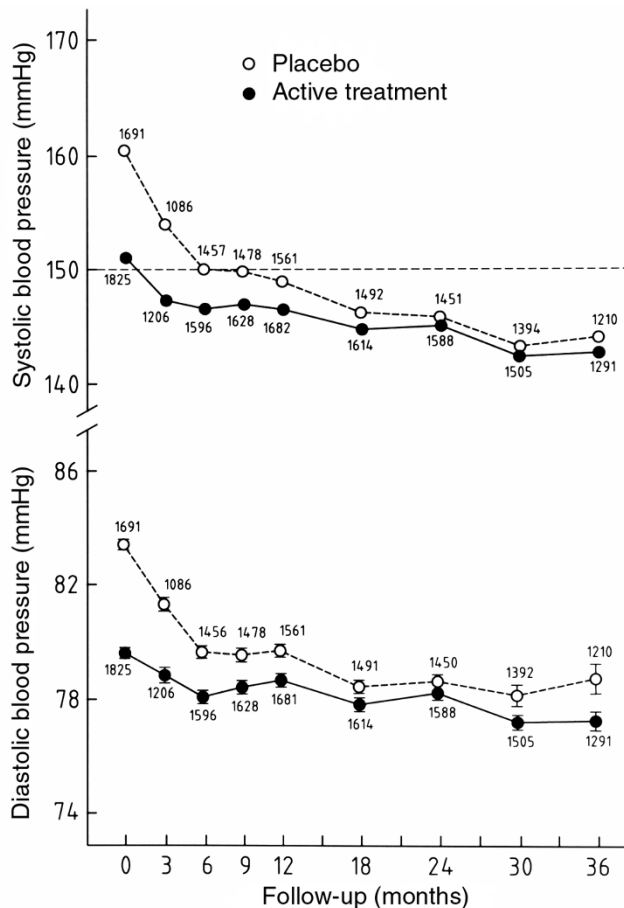 170
Placebo
Active treatment
1691
160
1086
1457 1478 1561
150
1825
1492 1451
1394 1210
1206 1596 1628 1682
1614 1588
1505 1291
140
Systolic blood pressure (mmHg)
86
1691
82
1086
1456 1478 1561
1491 1450 1392 1210
1825
1206
1596 1628 1681
78
1614 1588
1505 1291
74
Diastolic blood pressure (mmHg)
0 3 6 9 12 18 24 30 36
Follow-up (months)